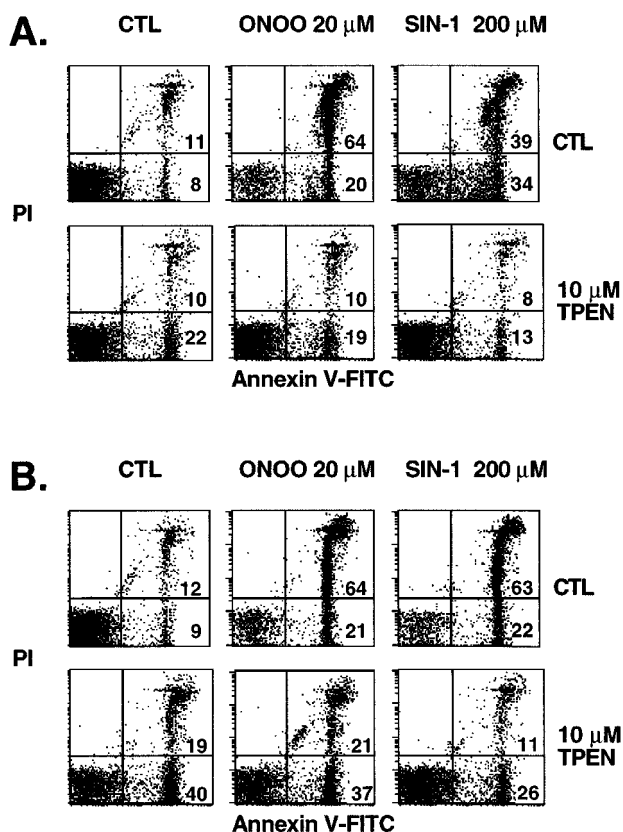 A.
CTL ONOO 20 µM SIN-1 200 µM
11 64 39 CTL
8 20 34
PI
10 10 8 10 µM
22 19 13 TPEN
Annexin V-FITC
B.
CTL ONOO 20 µM SIN-1 200 µM
12 64 63 CTL
9 21 22
PI
19 21 11 10 µM
40 37 26 TPEN
Annexin V-FITC